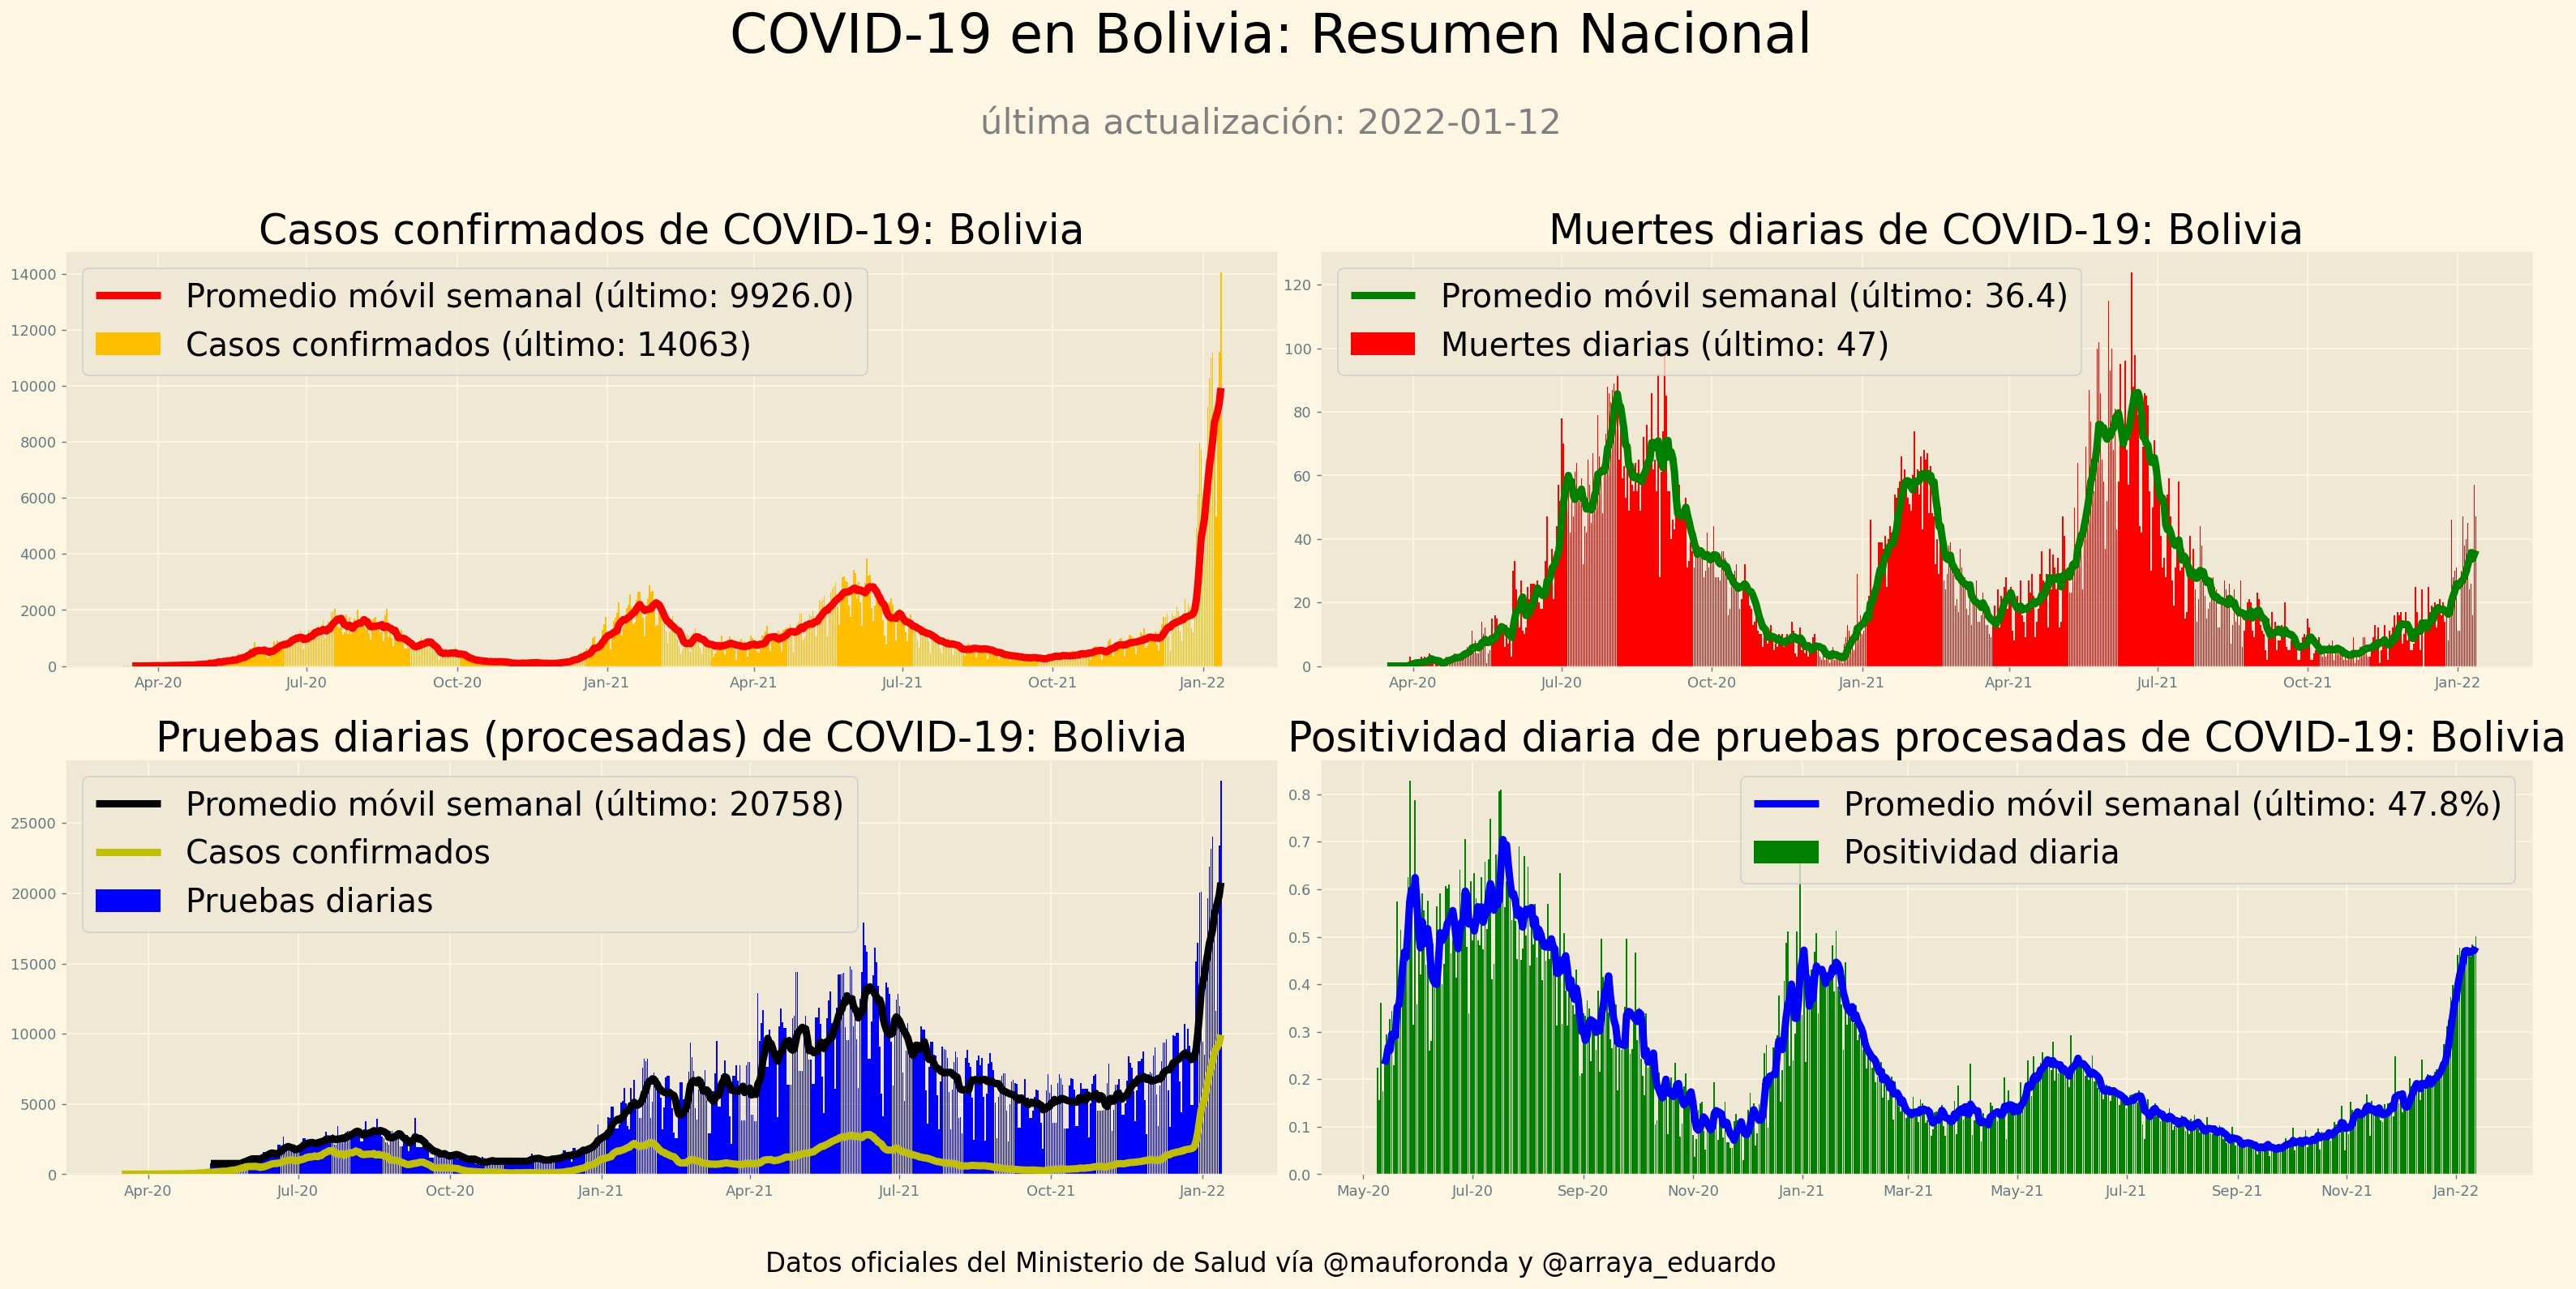 COVID-19 en Bolivia: Resumen Nacional
última actualización: 2022-01-12
Casos confirmados de COVID-19: Bolivia
14000
12000
10000
8000
6000
4000
2000
0
Promedio móvil semanal (último: 9926.0)
Casos confirmados (último: 14063)
Apr-20 Jul-20 Oct-20 Jan-21 Apr-21 Jul-21 Oct-21 Jan-22
Muertes diarias de COVID-19: Bolivia
120
100
80
60
40
20
0
Promedio móvil semanal (último: 36.4)
Muertes diarias (último: 47)
Apr-20 Jul-20 Oct-20 Jan-21 Apr-21 Jul-21 Oct-21 Jan-22
Pruebas diarias (procesadas) de COVID-19: Bolivia
25000
20000
15000
10000
5000
0
Promedio móvil semanal (último: 20758)
Casos confirmados
Pruebas diarias
Apr-20 Jul-20 Oct-20 Jan-21 Apr-21 Jul-21 Oct-21 Jan-22
Positividad diaria de pruebas procesadas de COVID-19: Bolivia
0.8
0.7
0.6
0.5
0.4
0.3
0.2
0.1
0.0
Promedio móvil semanal (último: 47.8%)
Positividad diaria
May-20 Jul-20 Sep-20 Nov-20 Jan-21 Mar-21 May-21 Jul-21 Sep-21 Nov-21 Jan-22
Datos oficiales del Ministerio de Salud vía @mauforonda y @arraya_eduardo